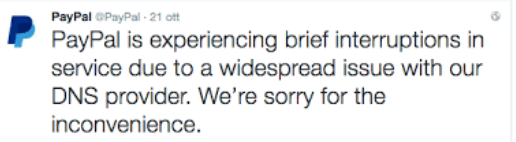 PayPal @PayPal · 21 ott
PayPal is experiencing brief interruptions in
service due to a widespread issue with our
DNS provider. We're sorry for the
inconvenience.